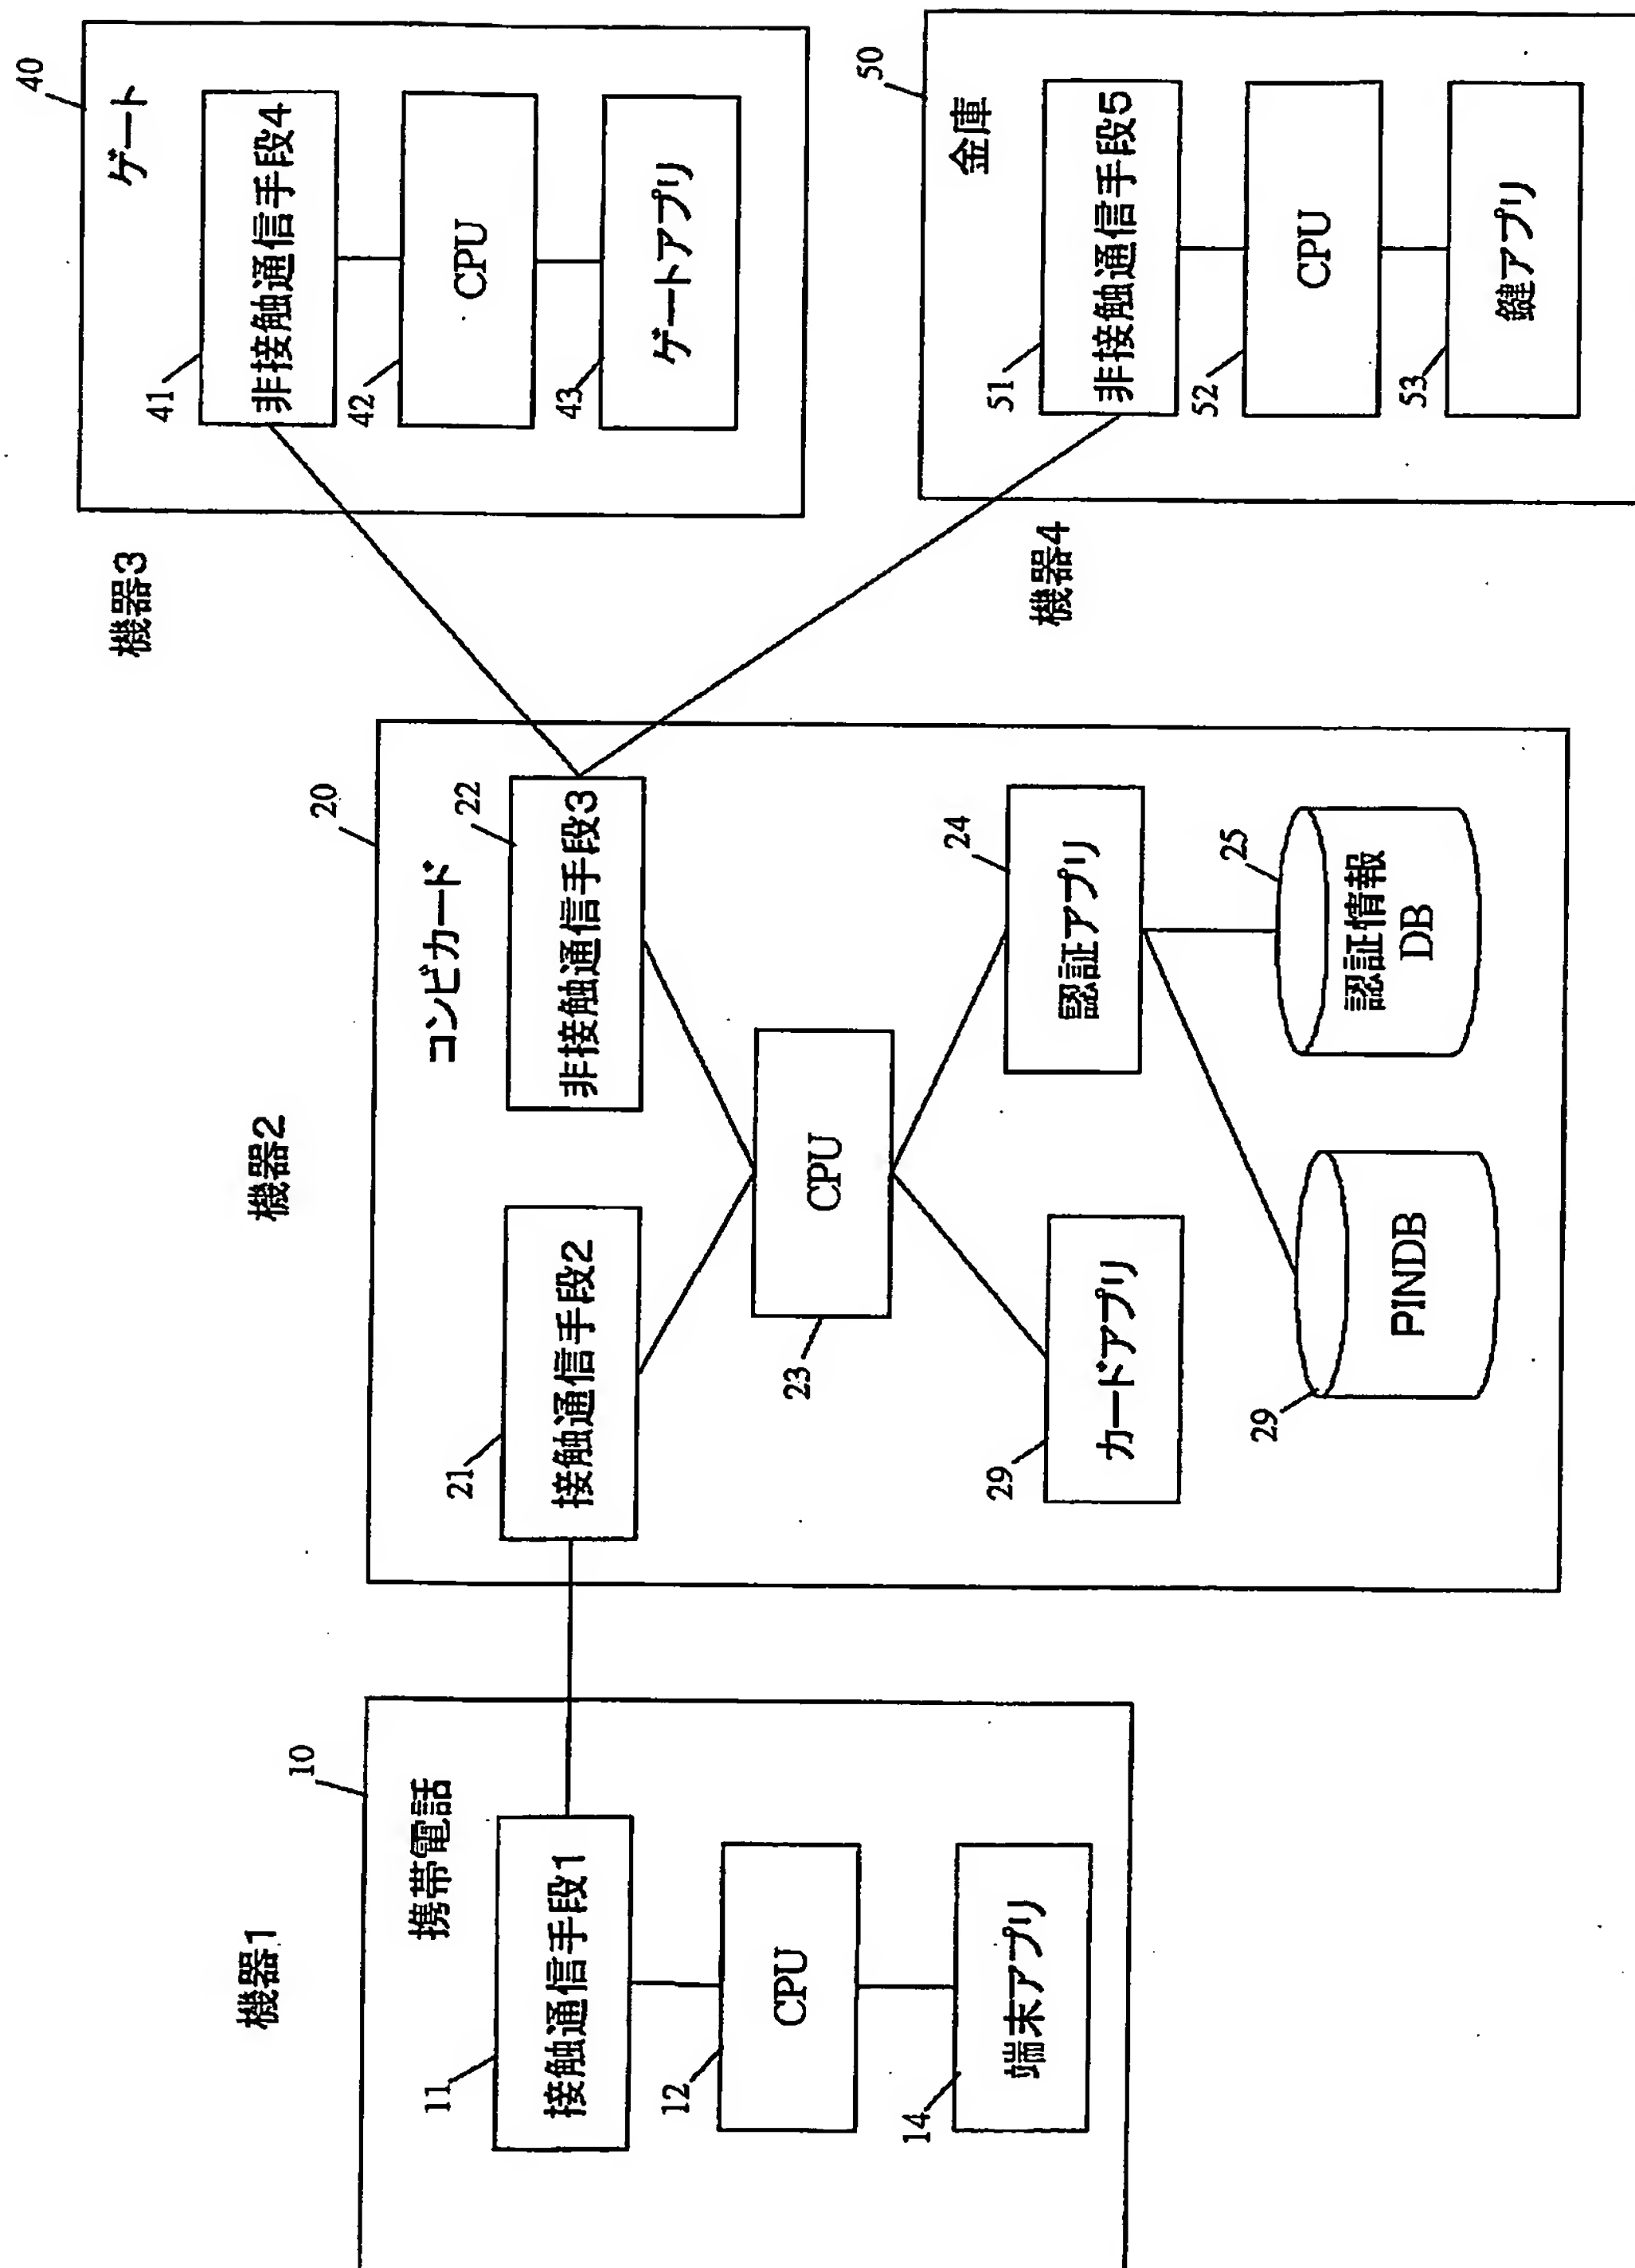 機器1
10
携帯電話
11
接触通信手段1
12
CPU
14
端末アプリ
機器2
20
コンビカード
21
接触通信手段2
22
非接触通信手段3
23
CPU
29
カードアプリ
24
認証アプリ
29
PINDB
25
認証情報
DB
機器3
40
ゲート
41
非接触通信手段4
42
CPU
43
ゲートアプリ
機器4
50
金庫
51
非接触通信手段5
52
CPU
53
鍵アプリ